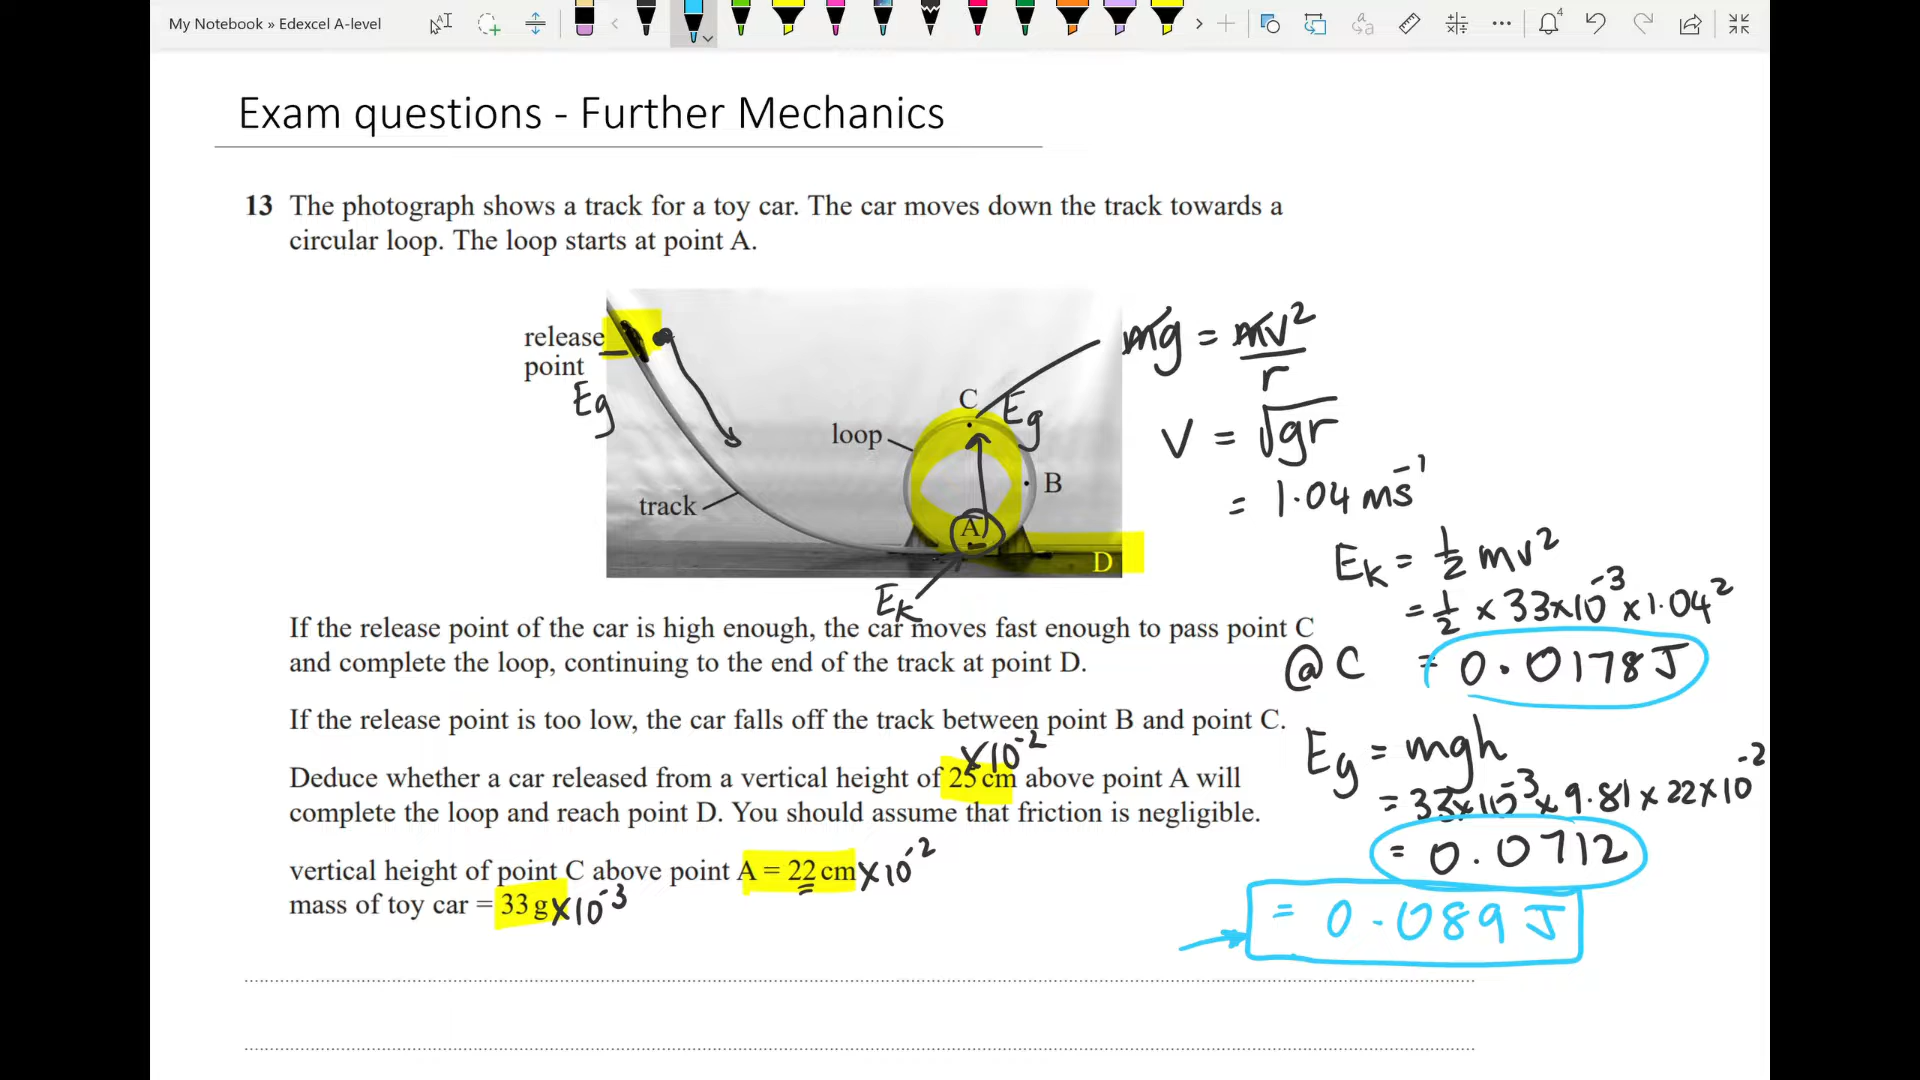 My Notebook » Edexcel A-level
4
Exam questions - Further Mechanics
13 The photograph shows a track for a toy car. The car moves down the track towards a
circular loop. The loop starts at point A.
release
point
Eg
track
loop
C
Eg
B
A
D
Ek
mg = mv²/r
V = √gr
= 1.04 ms⁻¹
Ek = ½ mv²
= ½ × 33×10⁻³ × 1.04²
@ C = 0.0178 J
Eg = mgh
= 33×10⁻³ × 9.81 × 22×10⁻²
= 0.0712
= 0.089 J
If the release point of the car is high enough, the car moves fast enough to pass point C
and complete the loop, continuing to the end of the track at point D.
If the release point is too low, the car falls off the track between point B and point C.
×10⁻²
Deduce whether a car released from a vertical height of 25 cm above point A will
complete the loop and reach point D. You should assume that friction is negligible.
vertical height of point C above point A = 22 cm ×10⁻²
mass of toy car = 33 g ×10⁻³